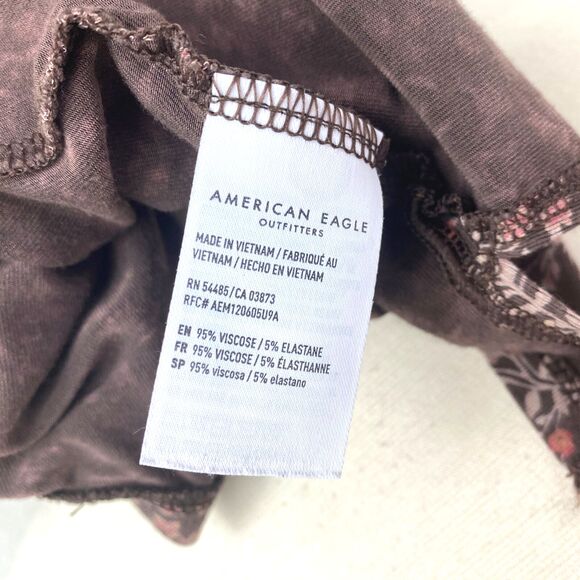 AMERICAN EAGLE
OUTFITTERS
MADE IN VIETNAM / FABRIQUÉ AU
VIETNAM / HECHO EN VIETNAM
RN 54485/CA 03873
RFC# AEM120605U9A
EN 95% VISCOSE / 5% ELASTANE
FR 95% VISCOSE / 5% ÉLASTHANNE
SP 95% viscosa / 5% elastano